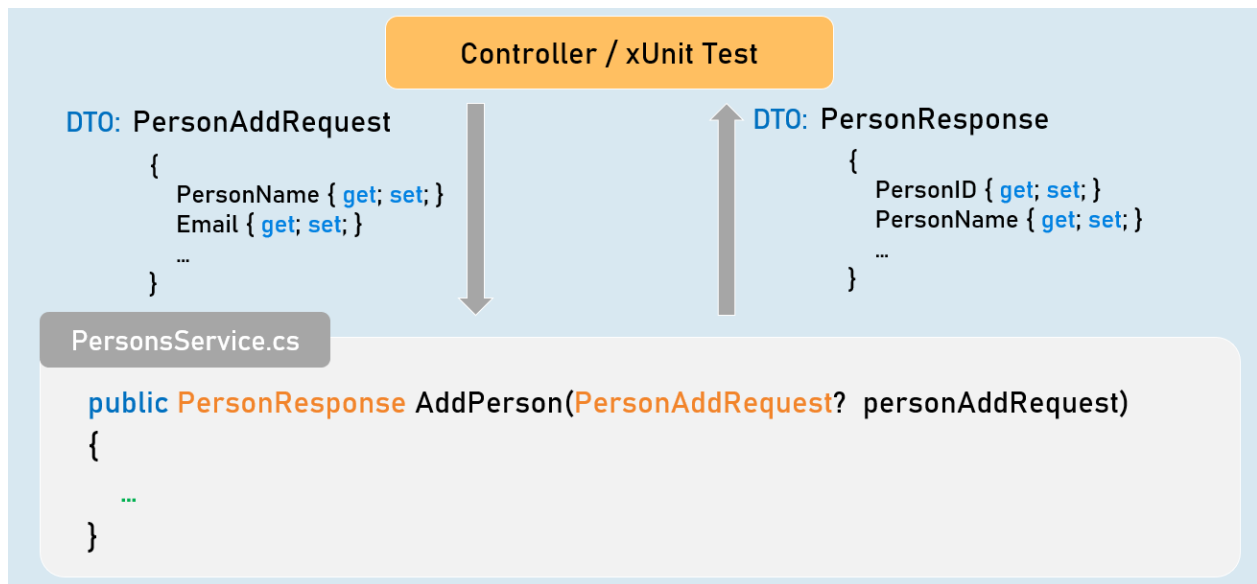 Controller / xUnit Test
DTO: PersonAddRequest
{
PersonName { get; set; }
Email { get; set; }
...
}
DTO: PersonResponse
{
PersonID { get; set; }
PersonName { get; set; }
...
}
PersonsService.cs
public PersonResponse AddPerson(PersonAddRequest? personAddRequest)
{
...
}